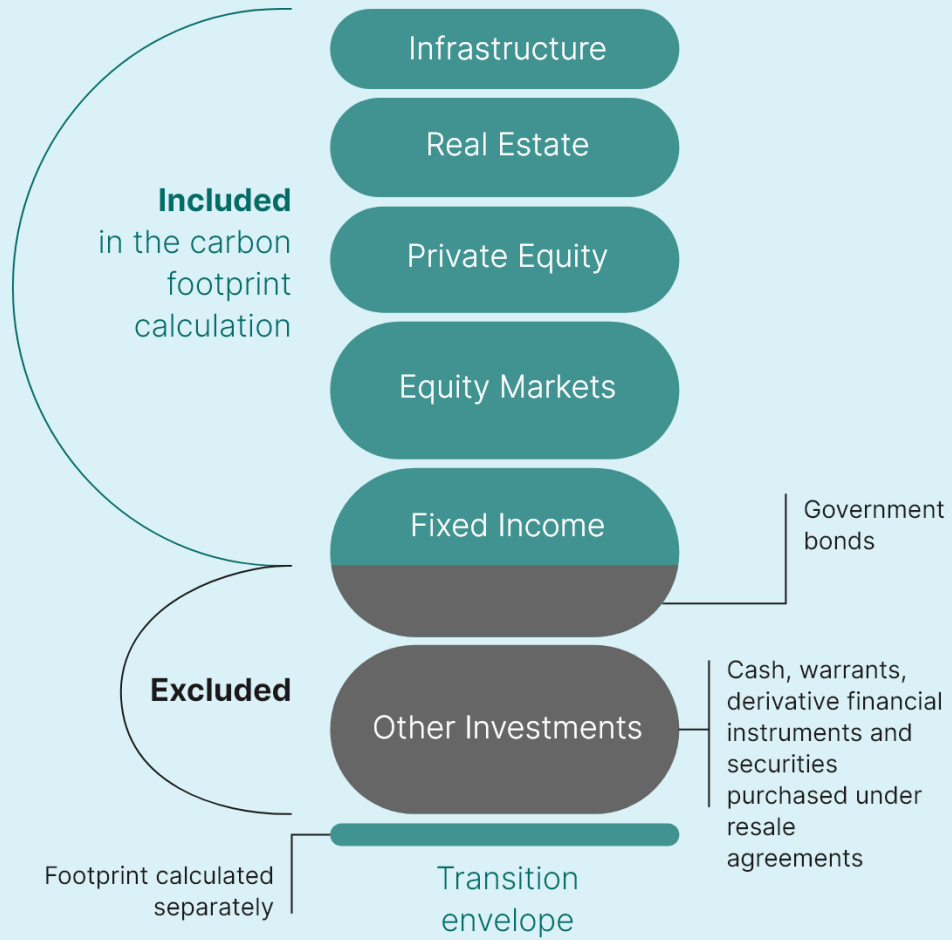 Infrastructure
Real Estate
Included
in the carbon
footprint
calculation
Private Equity
Equity Markets
Fixed Income
Government
bonds
Excluded
Other Investments
Cash, warrants,
derivative financial
instruments and
securities
purchased under
resale
agreements
Footprint calculated
separately
Transition
envelope